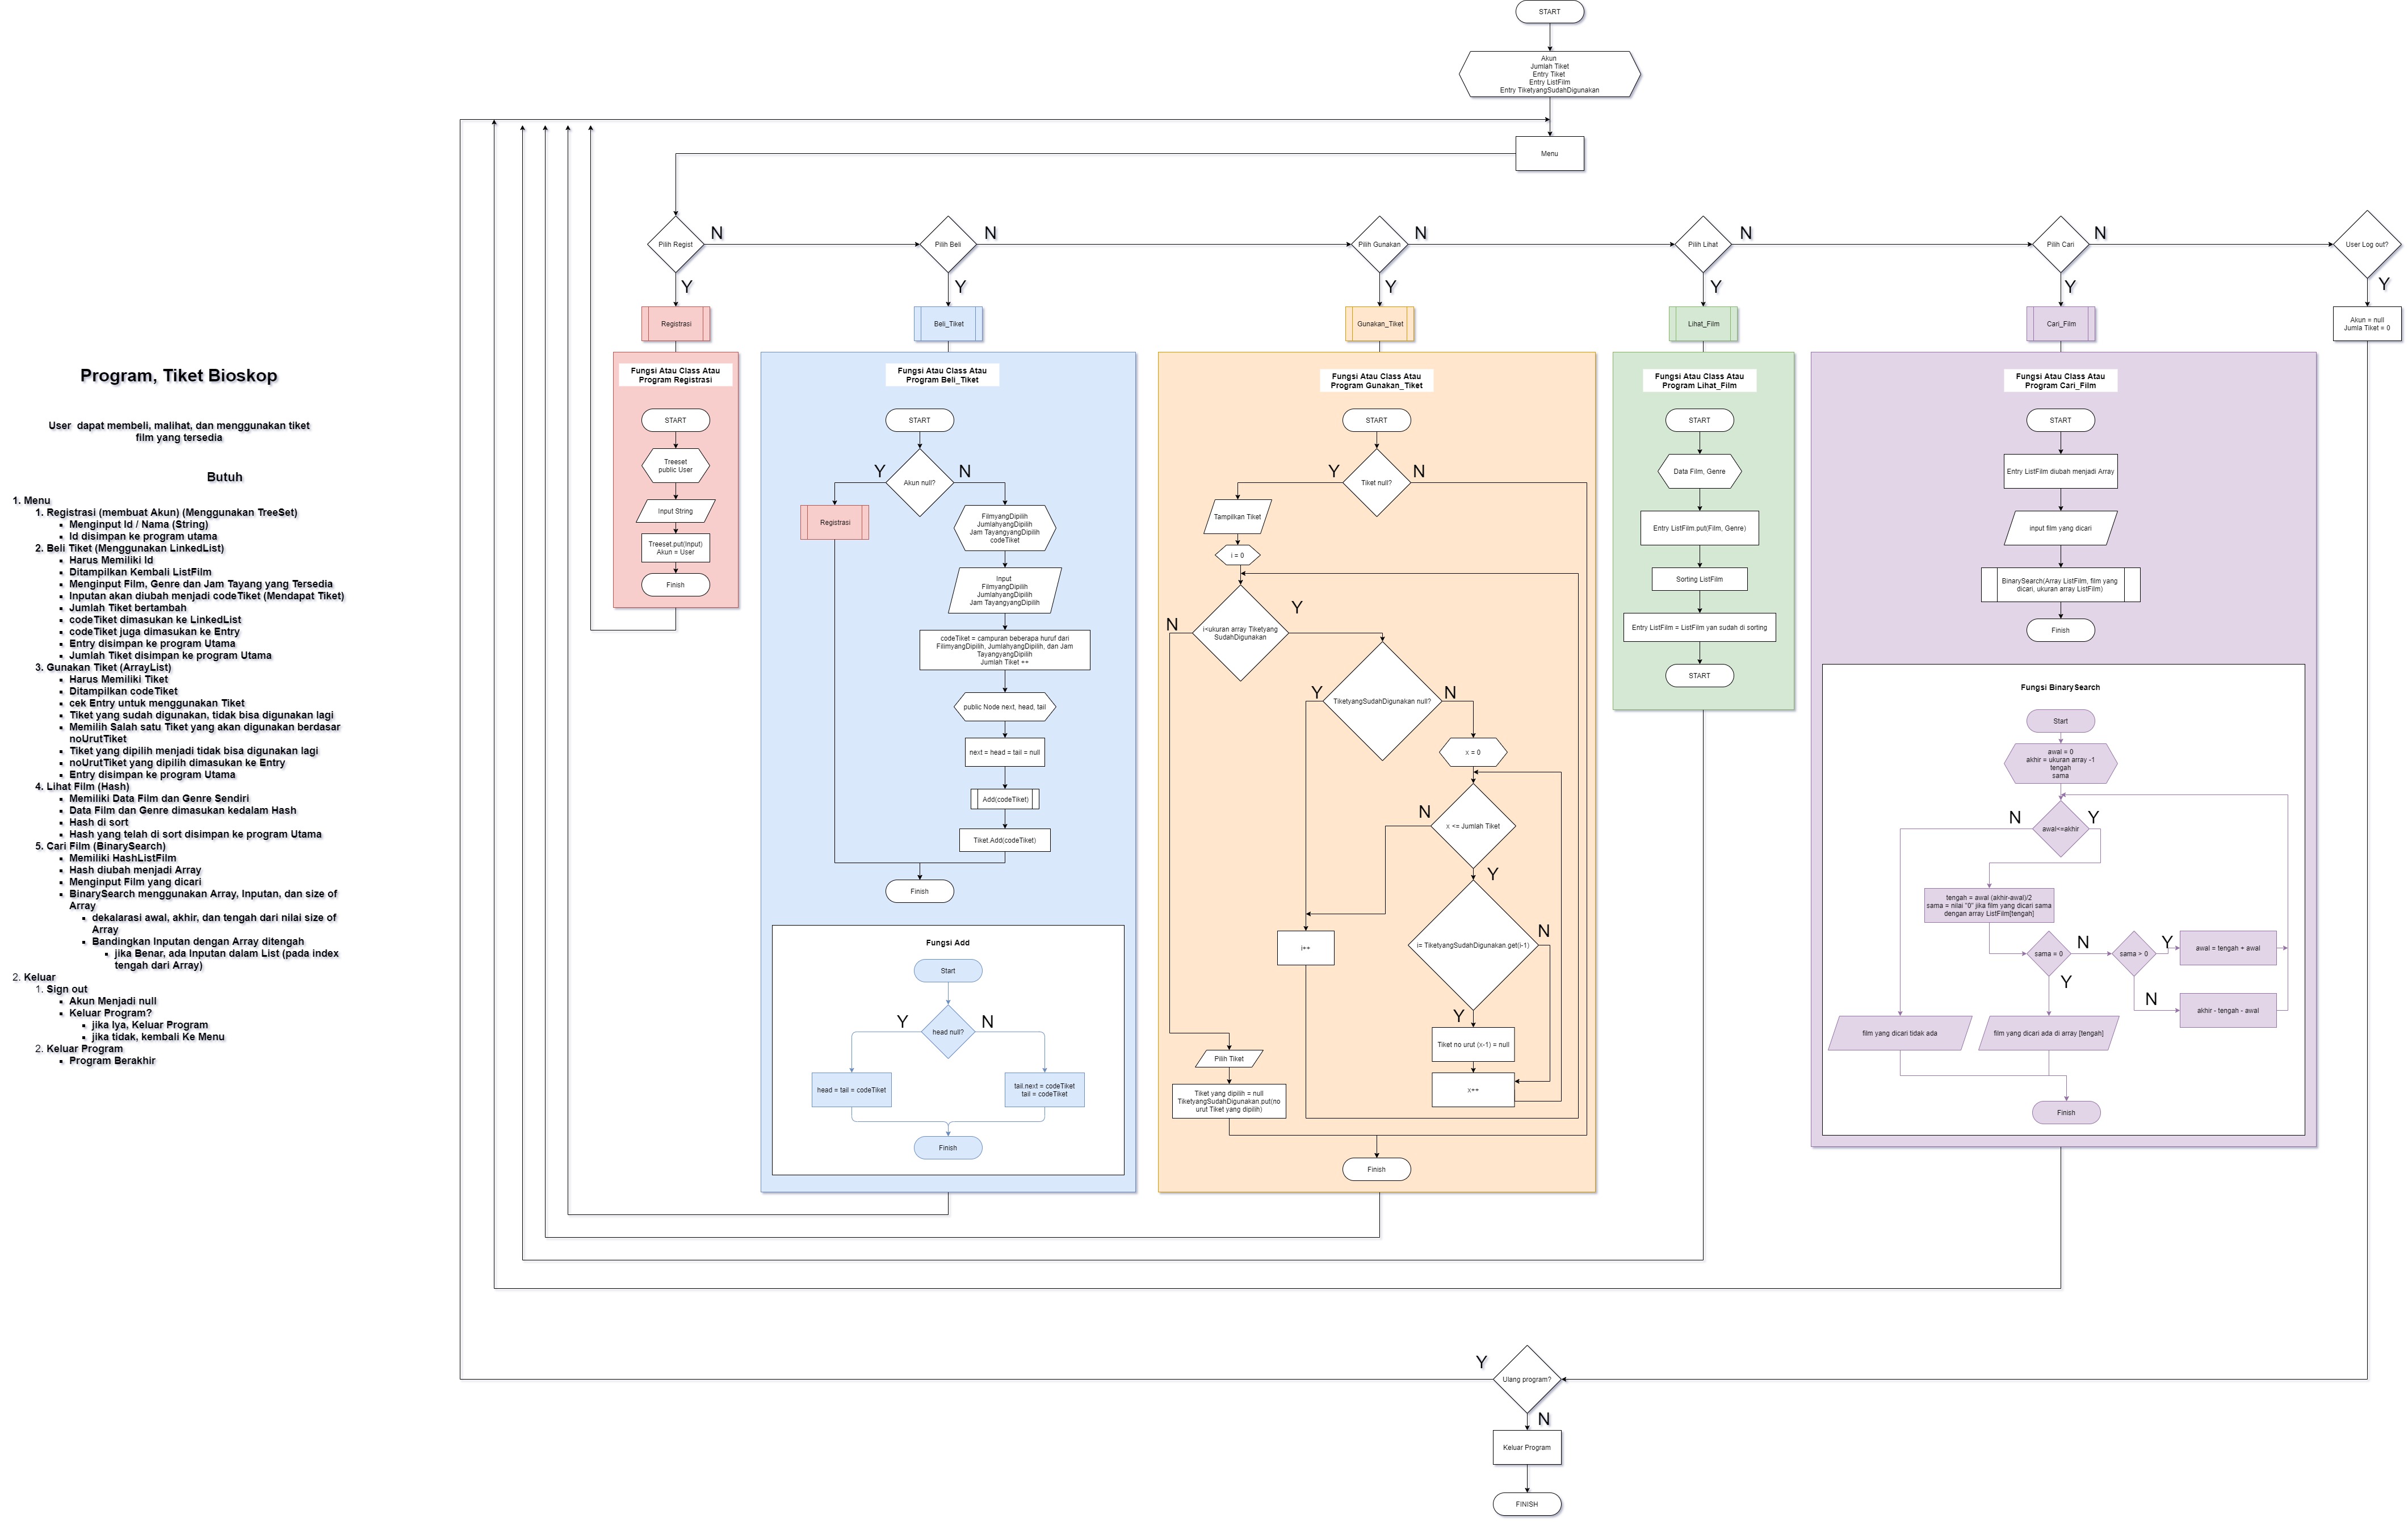 START
Akun
Jumlah Tiket
Entry Tiket
Entry ListFilm
Entry TiketyangSudahDigunakan
Menu
Pilih Regist
N
Y
Pilih Beli
N
Y
Pilih Gunakan
N
Y
Pilih Lihat
N
Y
Pilih Cari
N
Y
User Log out?
Y
Akun = null
Jumla Tiket = 0
Program, Tiket Bioskop
User dapat membeli, malihat, dan menggunakan tiket
film yang tersedia
Butuh
1. Menu
1. Registrasi (membuat Akun) (Menggunakan TreeSet)
▪ Menginput Id / Nama (String)
▪ Id disimpan ke program utama
2. Beli Tiket (Menggunakan LinkedList)
▪ Harus Memiliki Id
▪ Ditampilkan Kembali ListFilm
▪ Menginput Film, Genre dan Jam Tayang yang Tersedia
▪ Inputan akan diubah menjadi codeTiket (Mendapat Tiket)
▪ Jumlah Tiket bertambah
▪ codeTiket dimasukan ke LinkedList
▪ codeTiket juga dimasukan ke Entry
▪ Entry disimpan ke program Utama
▪ Jumlah Tiket disimpan ke program Utama
3. Gunakan Tiket (ArrayList)
▪ Harus Memiliki Tiket
▪ Ditampilkan codeTiket
▪ cek Entry untuk menggunakan Tiket
▪ Tiket yang sudah digunakan, tidak bisa digunakan lagi
▪ Memilih Salah satu Tiket yang akan digunakan berdasar
noUrutTiket
▪ Tiket yang dipilih menjadi tidak bisa digunakan lagi
▪ noUrutTiket yang dipilih dimasukan ke Entry
▪ Entry disimpan ke program Utama
4. Lihat Film (Hash)
▪ Memiliki Data Film dan Genre Sendiri
▪ Data Film dan Genre dimasukan kedalam Hash
▪ Hash di sort
▪ Hash yang telah di sort disimpan ke program Utama
5. Cari Film (BinarySearch)
▪ Memiliki HashListFilm
▪ Hash diubah menjadi Array
▪ Menginput Film yang dicari
▪ BinarySearch menggunakan Array, Inputan, dan size of
Array
▪ dekalarasi awal, akhir, dan tengah dari nilai size of
Array
▪ Bandingkan Inputan dengan Array ditengah
▪ jika Benar, ada Inputan dalam List (pada index
tengah dari Array)
2. Keluar
1. Sign out
▪ Akun Menjadi null
▪ Keluar Program?
▪ jika Iya, Keluar Program
▪ jika tidak, kembali Ke Menu
2. Keluar Program
▪ Program Berakhir
Registrasi
Fungsi Atau Class Atau
Program Registrasi
START
Treeset
public User
Input String
Treeset.put(Input)
Akun = User
Finish
Beli_Tiket
Fungsi Atau Class Atau
Program Beli_Tiket
START
Akun null?
Y
N
Registrasi
FilmyangDipilih
JumlahyangDipilih
Jam TayangyangDipilih
codeTiket
Input
FilmyangDipilih
JumlahyangDipilih
Jam TayangyangDipilih
codeTiket = campuran beberapa huruf dari
FilimyangDipilih, JumlahyangDipilih, dan Jam
TayangyangDipilih
Jumlah Tiket ++
public Node next, head, tail
next = head = tail = null
Add(codeTiket)
Tiket.Add(codeTiket)
Finish
Fungsi Add
Start
head null?
Y
N
head = tail = codeTiket
tail.next = codeTiket
tail = codeTiket
Finish
Gunakan_Tiket
Fungsi Atau Class Atau
Program Gunakan_Tiket
START
Tiket null?
Y
N
Tampilkan Tiket
i = 0
i<ukuran array Tiketyang
SudahDigunakan
N
Y
TiketyangSudahDigunakan null?
Y
N
x = 0
x <= Jumlah Tiket
N
Y
i= TiketyangSudahDigunakan.get(i-1)
N
Y
i++
Tiket no urut (x-1) = null
x++
Pilih Tiket
Tiket yang dipilih = null
TiketyangSudahDigunakan.put(no
urut Tiket yang dipilih)
Finish
Lihat_Film
Fungsi Atau Class Atau
Program Lihat_Film
START
Data Film, Genre
Entry ListFilm.put(Film, Genre)
Sorting ListFilm
Entry ListFilm = ListFilm yan sudah di sorting
START
Cari_Film
Fungsi Atau Class Atau
Program Cari_Film
START
Entry ListFilm diubah menjadi Array
input film yang dicari
BinarySearch(Array ListFilm, film yang
dicari, ukuran array ListFilm)
Finish
Fungsi BinarySearch
Start
awal = 0
akhir = ukuran array -1
tengah
sama
awal<=akhir
N
Y
tengah = awal (akhir-awal)/2
sama = nilai "0" jika film yang dicari sama
dengan array ListFilm[tengah]
sama = 0
N
Y
sama > 0
Y
N
awal = tengah + awal
akhir - tengah - awal
film yang dicari tidak ada
film yang dicari ada di array [tengah]
Finish
Ulang program?
Y
N
Keluar Program
FINISH